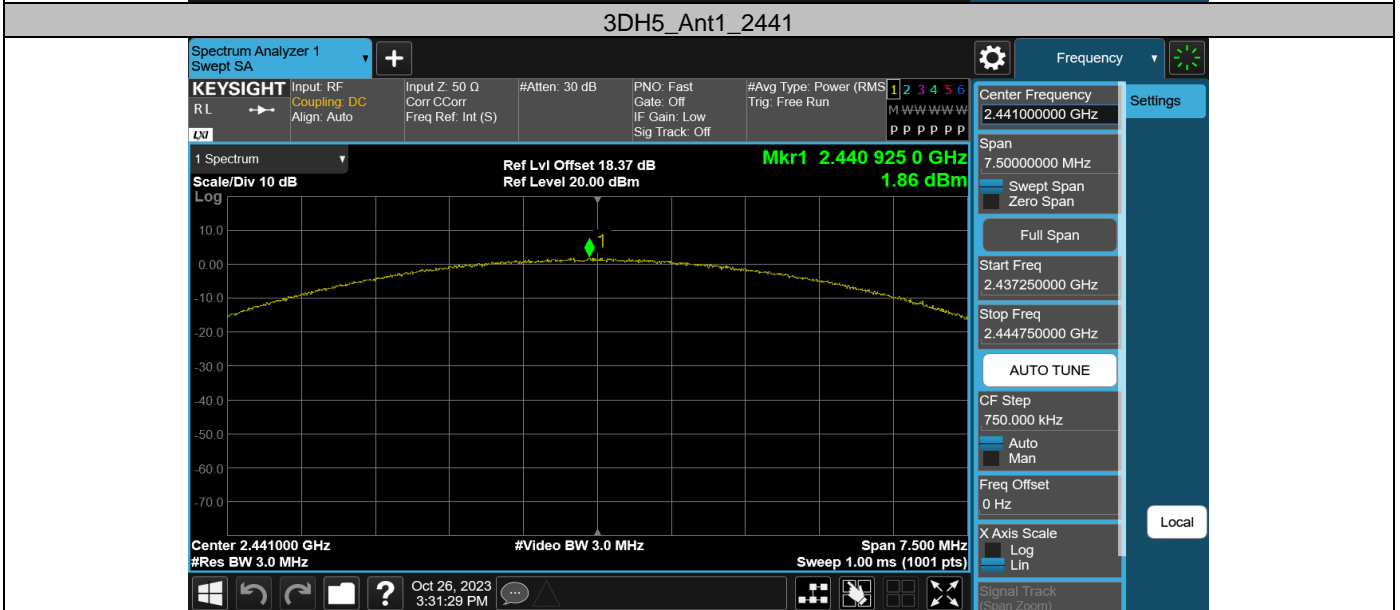 3DH5_Ant1_2441
Spectrum Analyzer 1
Swept SA
+
Frequency
KEYSIGHT
R L
LXI
Input: RF
Coupling: DC
Align: Auto
Input Z: 50 Ω
Corr CCorr
Freq Ref: Int (S)
#Atten: 30 dB
PNO: Fast
Gate: Off
IF Gain: Low
Sig Track: Off
#Avg Type: Power (RMS
Trig: Free Run
1 2 3 4 5 6
M W W W W W
P P P P P P
1 Spectrum
Scale/Div 10 dB
Log
Ref Lvl Offset 18.37 dB
Ref Level 20.00 dBm
Mkr1 2.440 925 0 GHz
1.86 dBm
10.0
0.00
-10.0
-20.0
-30.0
-40.0
-50.0
-60.0
-70.0
1
Center 2.441000 GHz
#Video BW 3.0 MHz
Span 7.500 MHz
#Res BW 3.0 MHz
Sweep 1.00 ms (1001 pts)
Center Frequency
2.441000000 GHz
Settings
Span
7.50000000 MHz
Swept Span
Zero Span
Full Span
Start Freq
2.437250000 GHz
Stop Freq
2.444750000 GHz
AUTO TUNE
CF Step
750.000 kHz
Auto
Man
Freq Offset
0 Hz
X Axis Scale
Log
Lin
Local
Signal Track
(Span Zoom)
?
Oct 26, 2023
3:31:29 PM